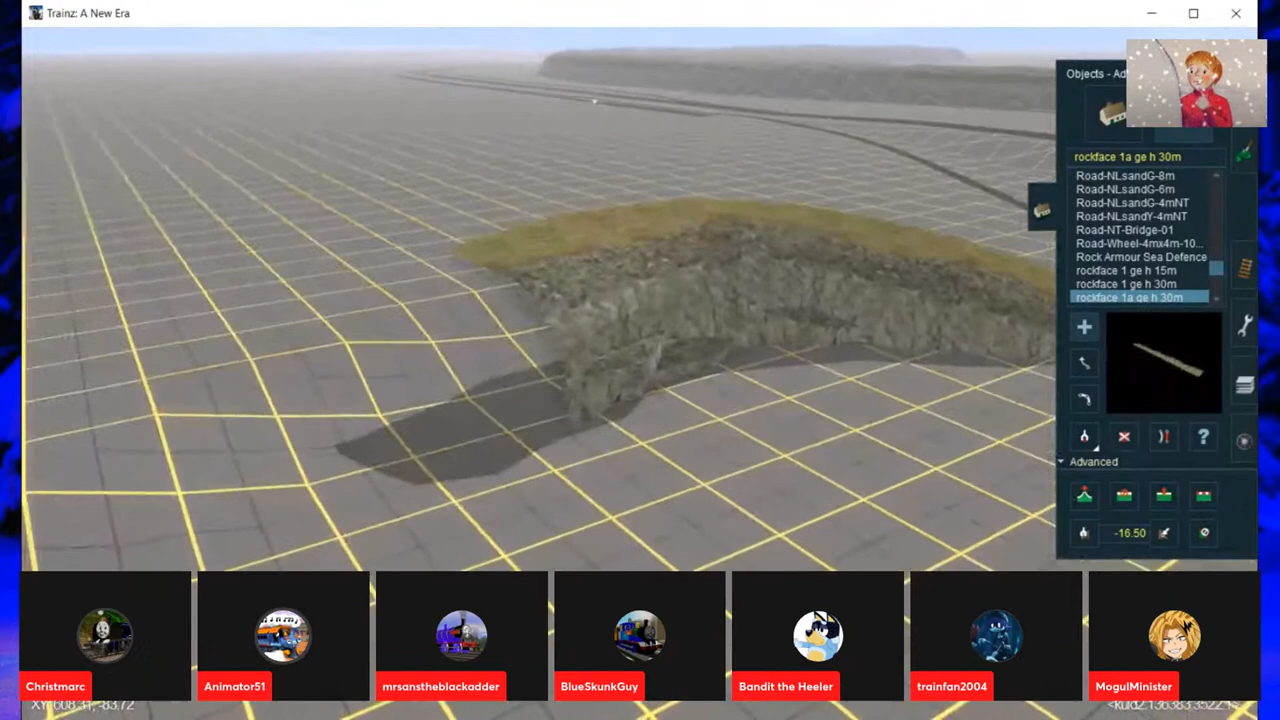 Trainz: A New Era
Objects - Ad
rockface 1a ge h 30m
Road-NLsandG-8m
Road-NLsandG-6m
Road-NLsandG-4mNT
Road-NLsandY-4mNT
Road-NT-Bridge-01
Road-Wheel-4mx4m-10...
Rock Armour Sea Defence
rockface 1 ge h 15m
rockface 1 ge h 30m
rockface 1a ge h 30m
?
Advanced
-16.50
Christmarc
Animator51
mrsanstheblackadder
BlueSkunkGuy
Bandit the Heeler
trainfan2004
MogulMinister